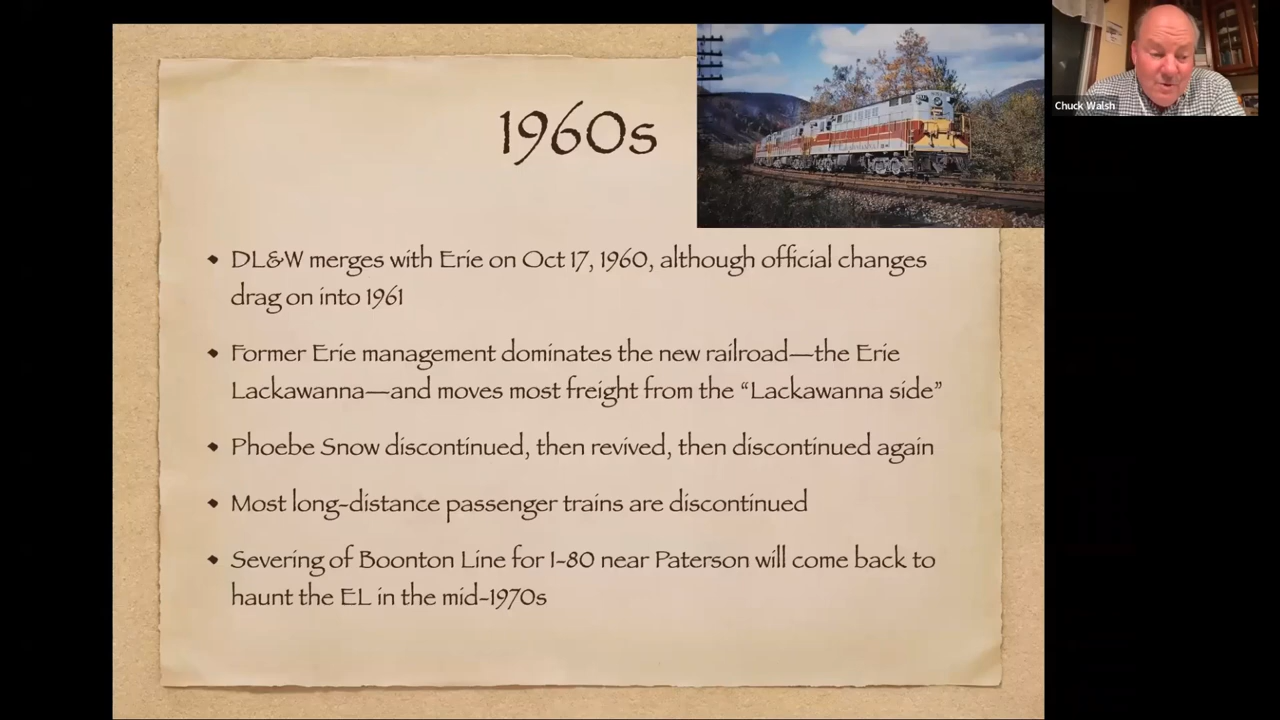 1960s
Chuck Walsh
• DL&W merges with Erie on Oct 17, 1960, although official changes
drag on into 1961
• Former Erie management dominates the new railroad—the Erie
Lackawanna—and moves most freight from the “Lackawanna side”
• Phoebe Snow discontinued, then revived, then discontinued again
• Most long-distance passenger trains are discontinued
• Severing of Boonton Line for I-80 near Paterson will come back to
haunt the EL in the mid-1970s